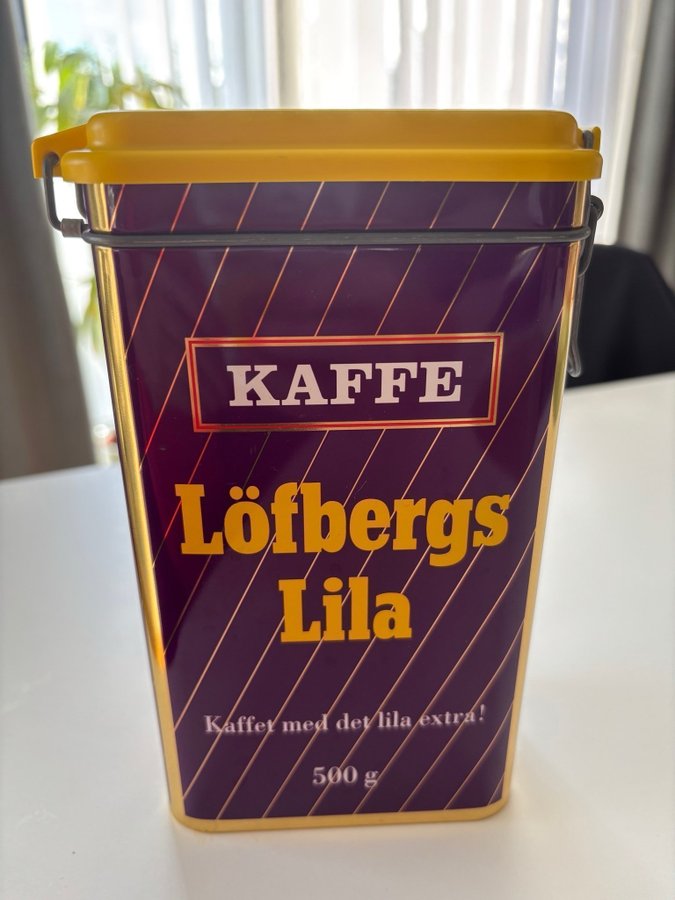 KAFFE
Löfbergs
Lila
Kaffet med det lila extra!
500 g